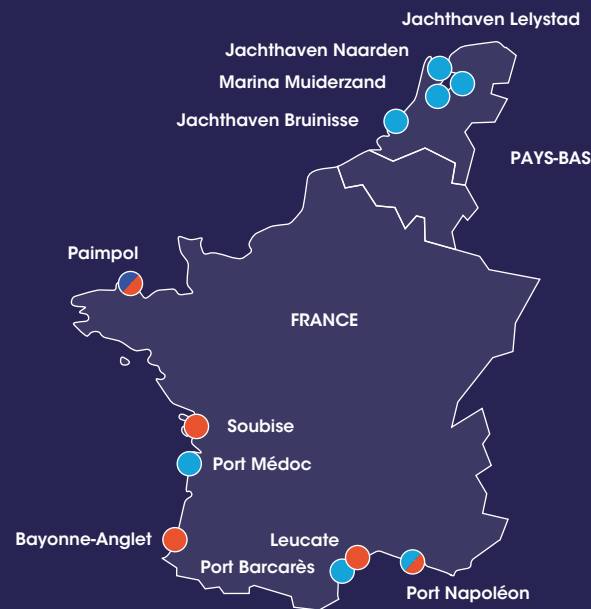 Jachthaven Lelystad
Jachthaven Naarden
Marina Muiderzand
Jachthaven Bruinisse
PAYS-BAS
Paimpol
FRANCE
Soubise
Port Médoc
Bayonne-Anglet
Leucate
Port Barcarès
Port Napoléon